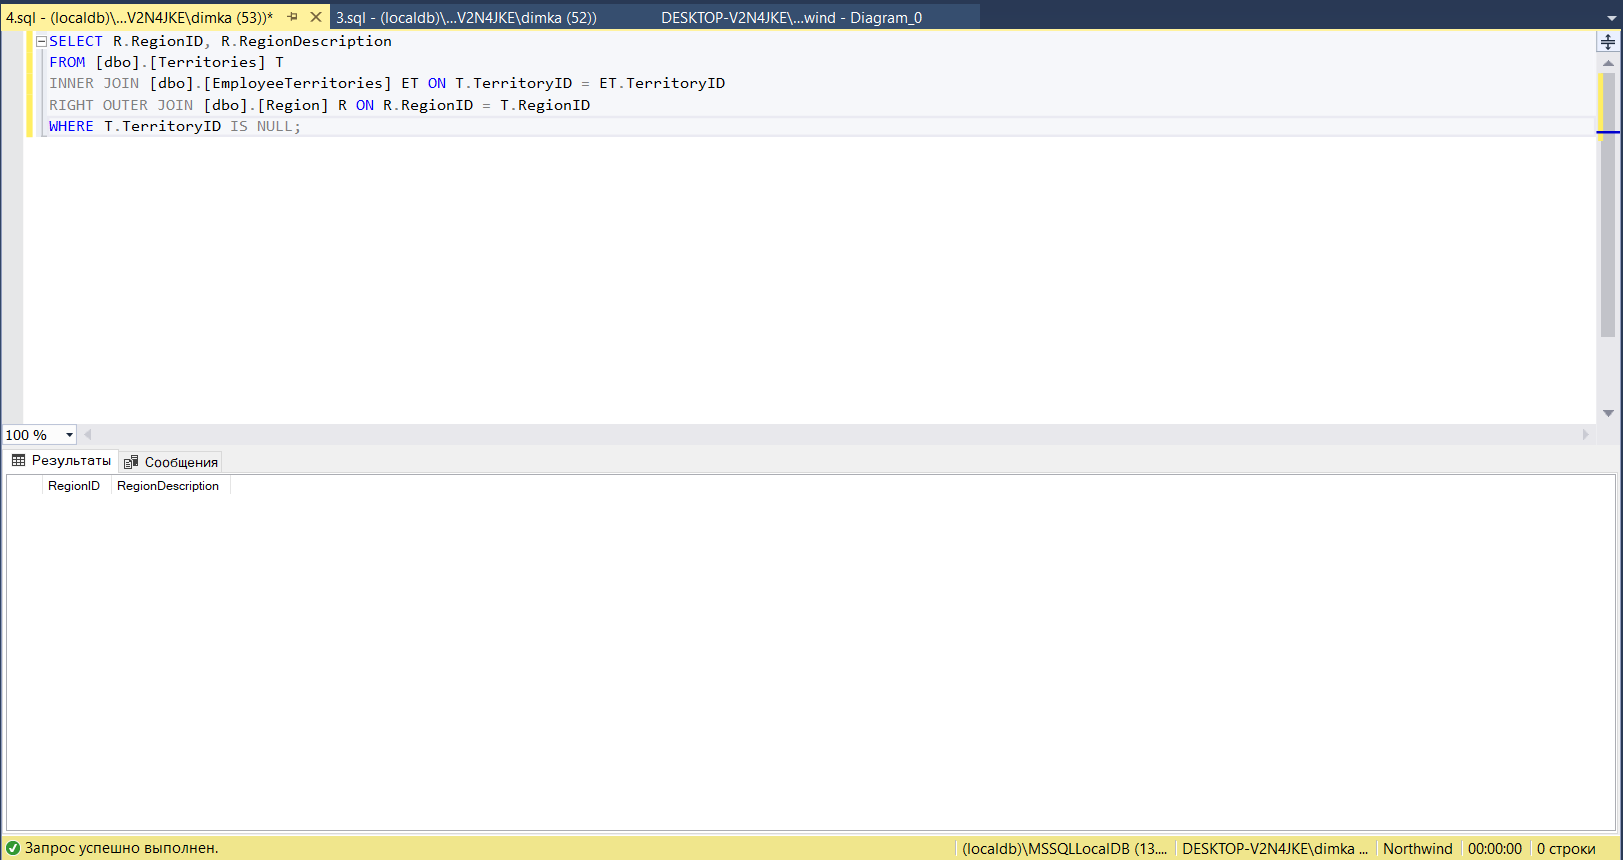 4.sql - (localdb)\...V2N4JKE\dimka (53))* 3.sql - (localdb)\...V2N4JKE\dimka (52)) DESKTOP-V2N4JKE\...wind - Diagram_0
SELECT R.RegionID, R.RegionDescription
FROM [dbo].[Territories] T
INNER JOIN [dbo].[EmployeeTerritories] ET ON T.TerritoryID = ET.TerritoryID
RIGHT OUTER JOIN [dbo].[Region] R ON R.RegionID = T.RegionID
WHERE T.TerritoryID IS NULL;
100 %
Результаты Сообщения
RegionID RegionDescription
Запрос успешно выполнен. (localdb)\MSSQLLocalDB (13.... DESKTOP-V2N4JKE\dimka ... Northwind 00:00:00 0 строки